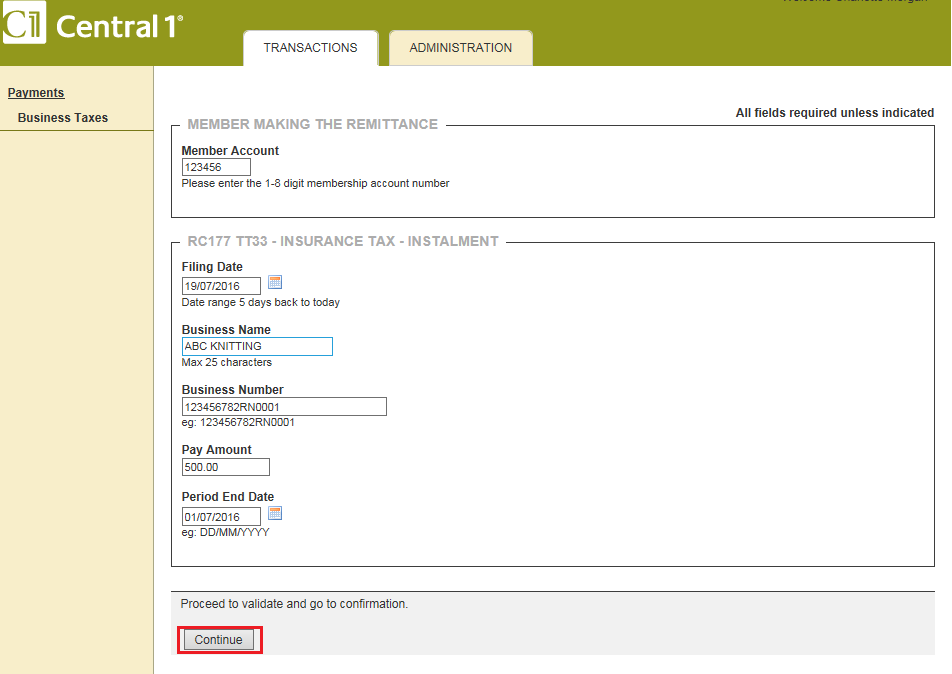 C1 Central 1®
TRANSACTIONS
ADMINISTRATION
Payments
Business Taxes
All fields required unless indicated
MEMBER MAKING THE REMITTANCE
Member Account
123456
Please enter the 1-8 digit membership account number
RC177 TT33 - INSURANCE TAX - INSTALMENT
Filing Date
19/07/2016
Date range 5 days back to today
Business Name
ABC KNITTING
Max 25 characters
Business Number
123456782RN0001
eg: 123456782RN0001
Pay Amount
500.00
Period End Date
01/07/2016
eg: DD/MM/YYYY
Proceed to validate and go to confirmation.
Continue